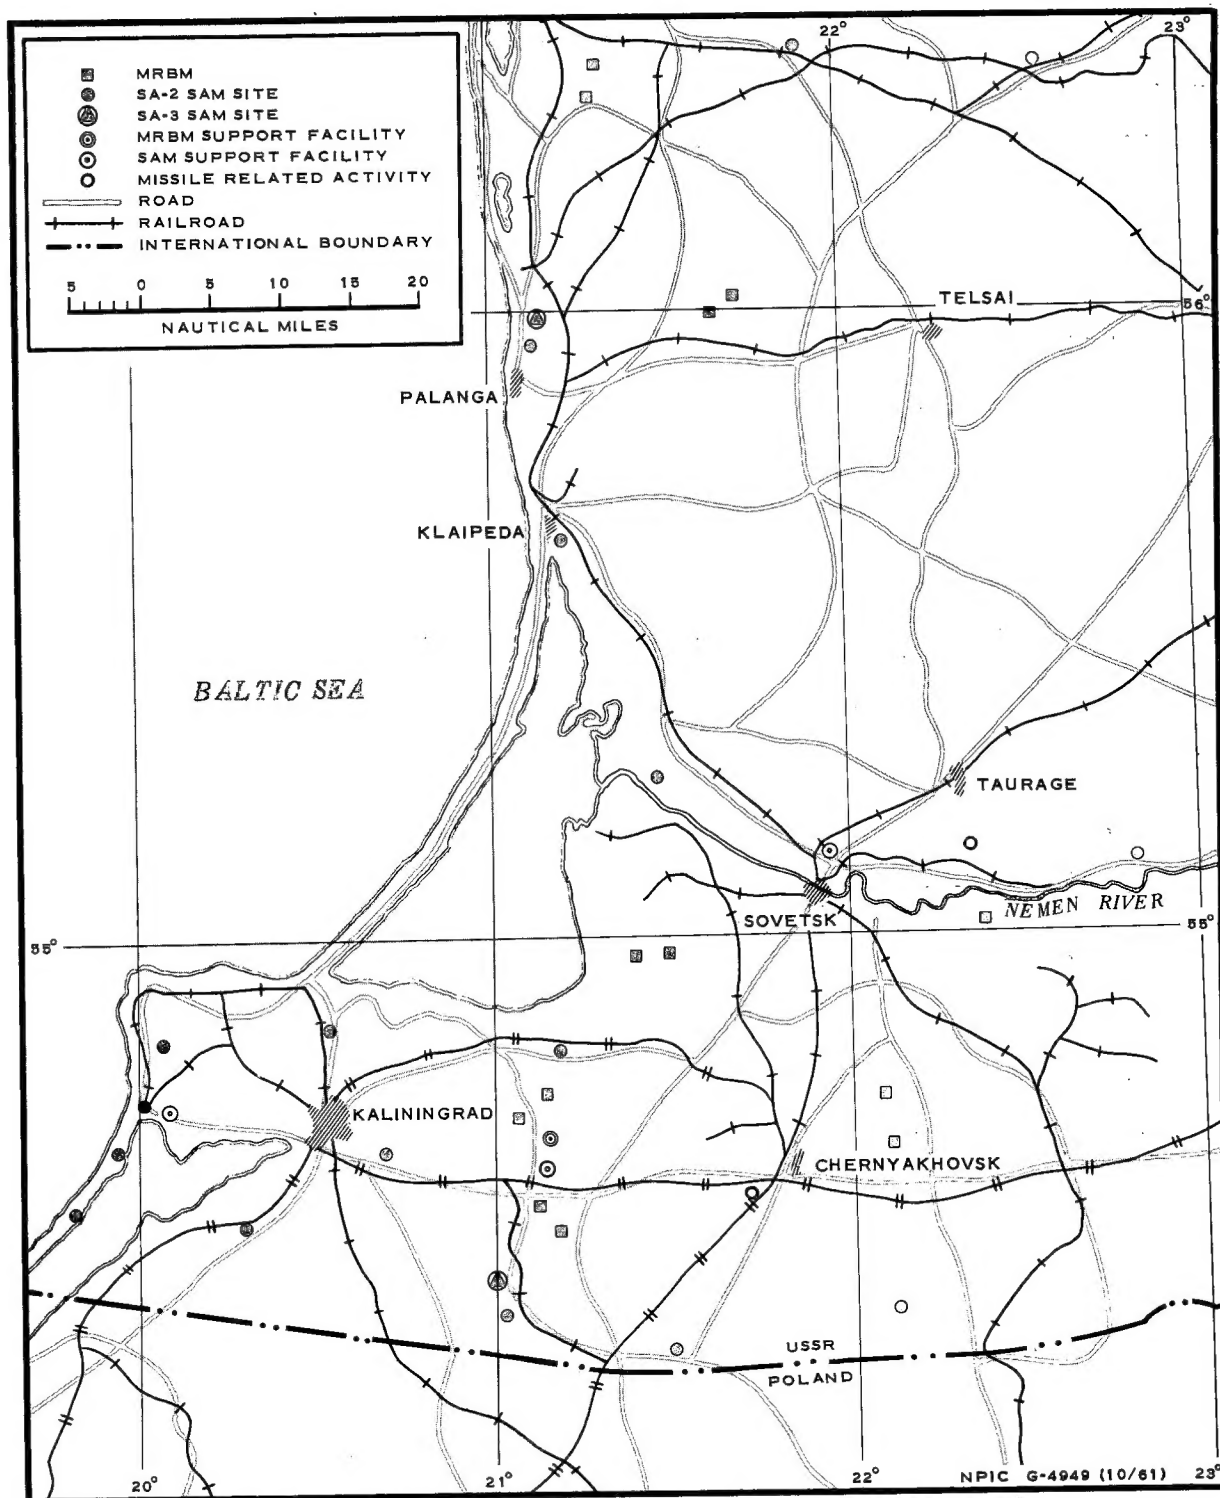 22°
23°
MRBM
SA-2 SAM SITE
SA-3 SAM SITE
MRBM SUPPORT FACILITY
SAM SUPPORT FACILITY
MISSILE RELATED ACTIVITY
ROAD
RAILROAD
INTERNATIONAL BOUNDARY
5 0 5 10 15 20
NAUTICAL MILES
TELSAI
56°
PALANGA
KLAIPEDA
BALTIC SEA
TAURAGE
NEMEN RIVER
SOVETSK
55°
55°
KALININGRAD
CHERNYAKHOVSK
USSR
POLAND
NPIC G-4949 (10/61)
20°
21°
22°
23°